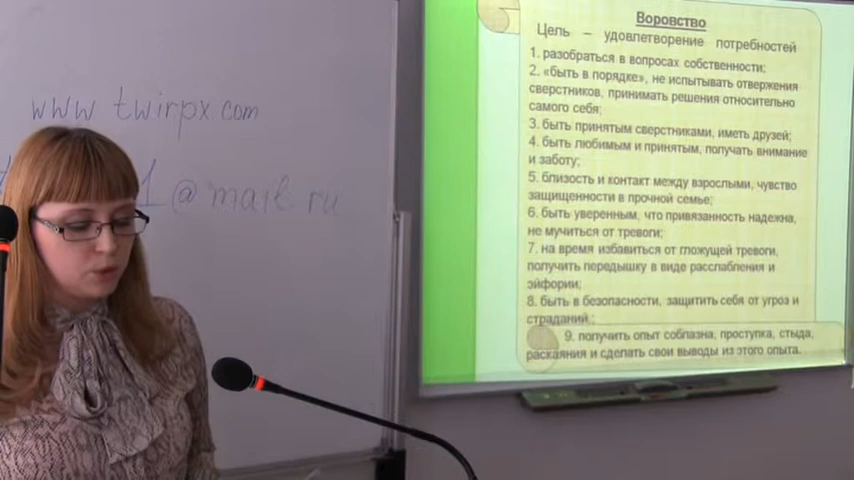 www twirpx com
1@mail ru
Воровство
Цель – удовлетворение потребностей
1. разобраться в вопросах собственности;
2. «быть в порядке», не испытывать отвержения
сверстников, принимать решения относительно
самого себя;
3. быть принятым сверстниками, иметь друзей;
4. быть любимым и принятым, получать внимание
и заботу;
5. близость и контакт между взрослыми, чувство
защищенности в прочной семье;
6. быть уверенным, что привязанность надежна,
не мучиться от тревоги;
7. на время избавиться от гложущей тревоги,
получить передышку в виде расслабления и
эйфории;
8. быть в безопасности, защитить себя от угроз и
страданий;
9. получить опыт соблазна, проступка, стыда,
раскаяния и сделать свои выводы из этого опыта.